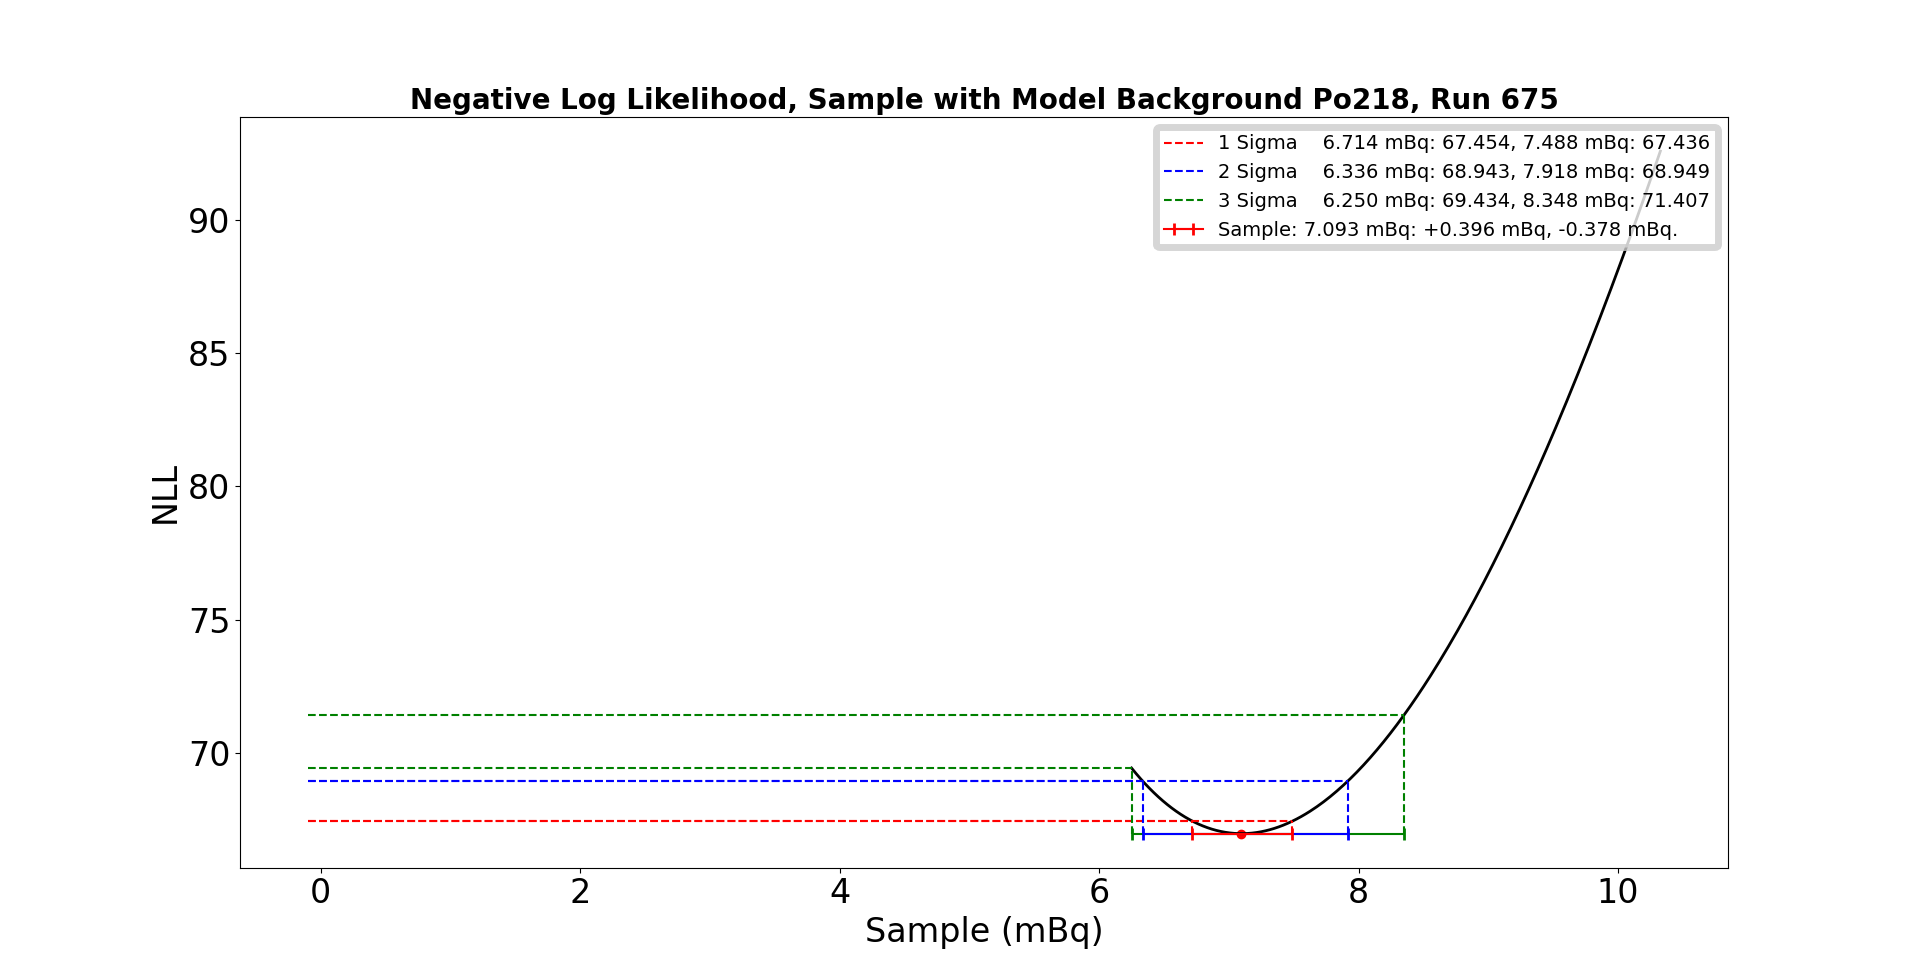 Negative Log Likelihood, Sample with Model Background Po218, Run 675
1 Sigma    6.714 mBq: 67.454, 7.488 mBq: 67.436
2 Sigma    6.336 mBq: 68.943, 7.918 mBq: 68.949
3 Sigma    6.250 mBq: 69.434, 8.348 mBq: 71.407
Sample: 7.093 mBq: +0.396 mBq, -0.378 mBq.
NLL
90
85
80
75
70
0 2 4 6 8 10
Sample (mBq)